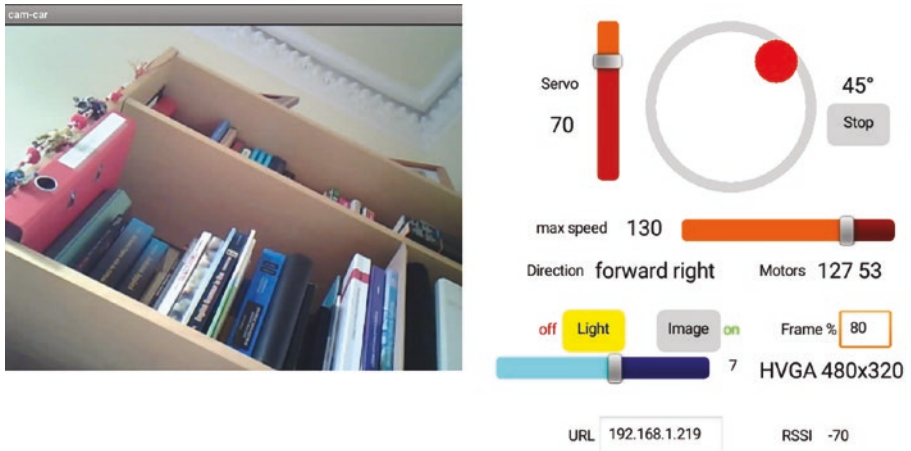 cam-car
Servo
70
45°
Stop
max speed 130
Direction forward right
Motors 127 53
off Light
Image on
Frame % 80
7
HVGA 480x320
URL 192.168.1.219
RSSI -70